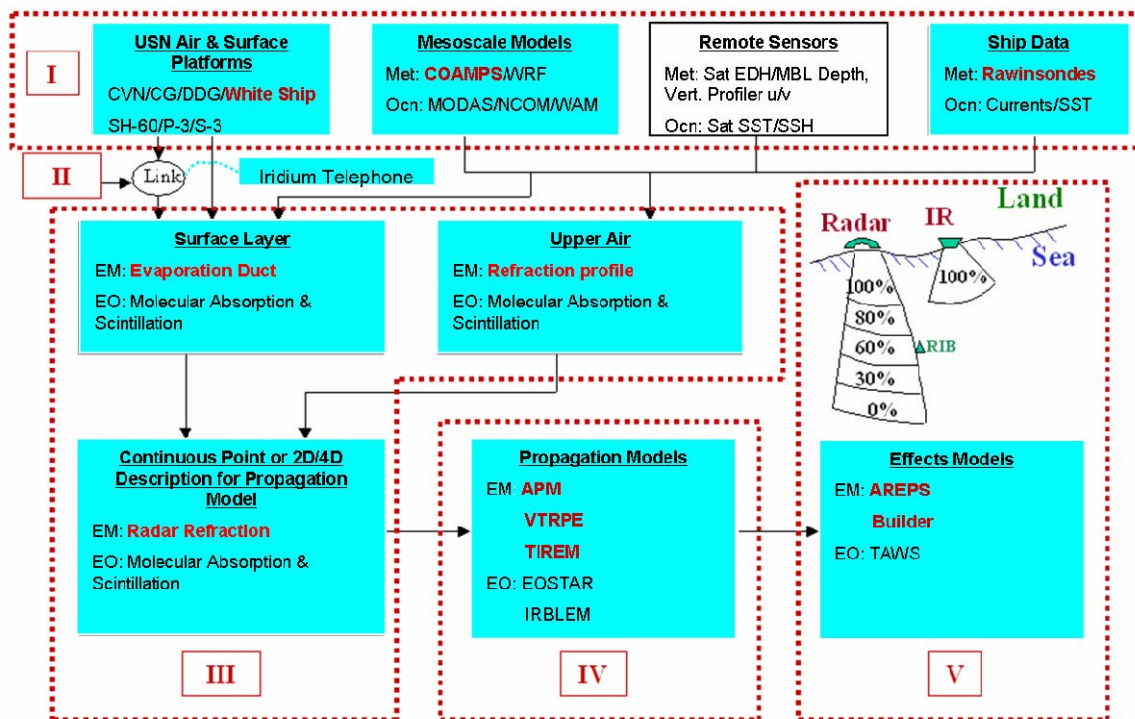 I
USN Air & Surface
Platforms
CVN/CG/DDG/White Ship
SH-60/P-3/S-3
Mesoscale Models
Met: COAMPS/WRF
Ocn: MODAS/NCOM/WAM
Remote Sensors
Met: Sat EDH/MBL Depth,
Vert. Profiler u/v
Ocn: Sat SST/SSH
Ship Data
Met: Rawinsondes
Ocn: Currents/SST
II
Link
Iridium Telephone
Surface Layer
EM: Evaporation Duct
EO: Molecular Absorption &
Scintillation
Upper Air
EM: Refraction profile
EO: Molecular Absorption &
Scintillation
Land
Radar
IR
Sea
100%
100%
80%
60%
RIB
30%
0%
Continuous Point or 2D/4D
Description for Propagation
Model
EM: Radar Refraction
EO: Molecular Absorption &
Scintillation
Propagation Models
EM: APM
VTRPE
TIREM
EO: EOSTAR
IRBLEM
Effects Models
EM: AREPS
Builder
EO: TAWS
III
IV
V